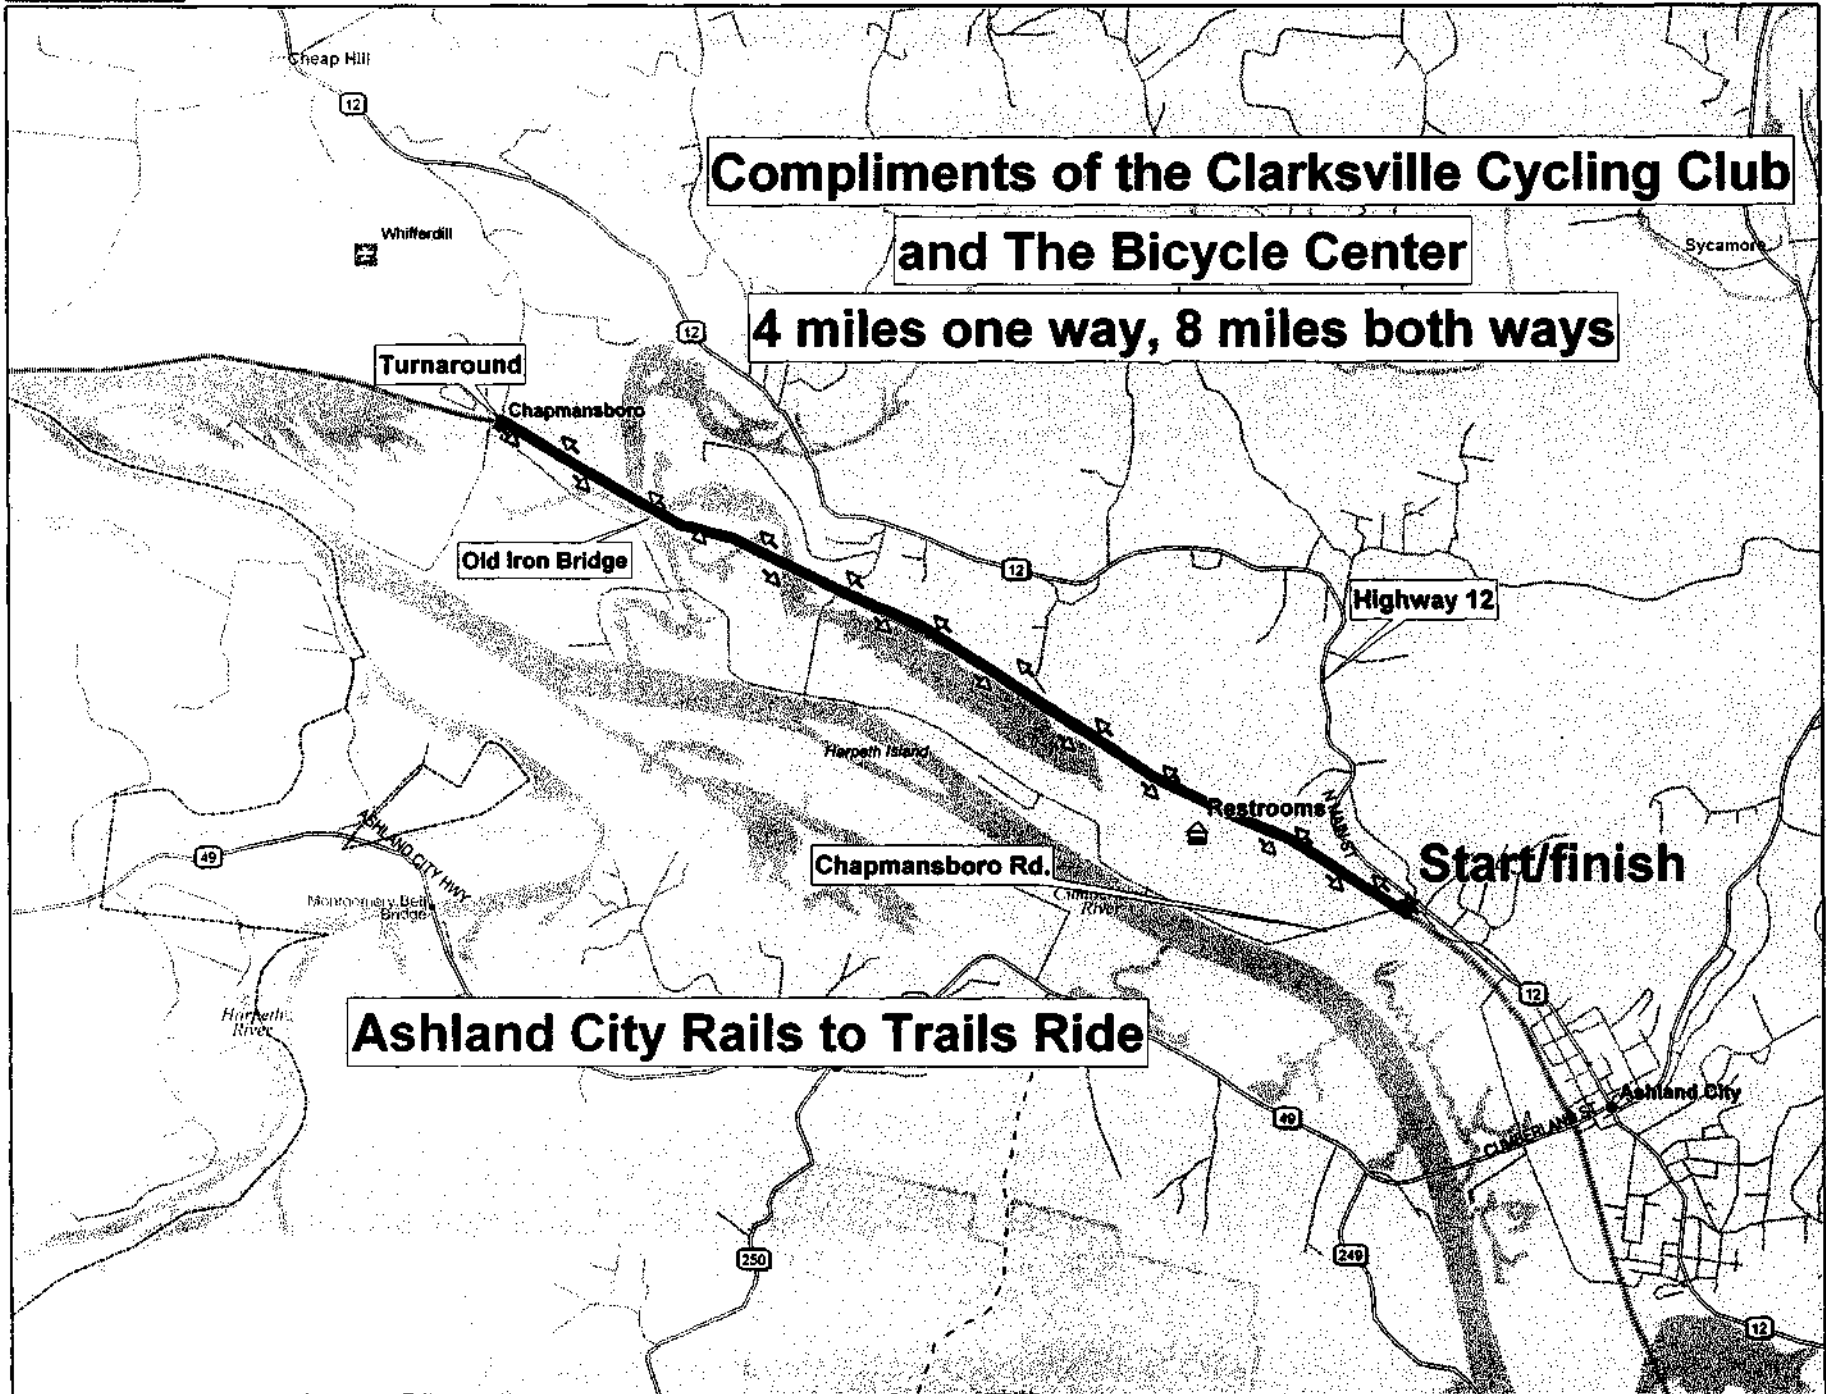 Cheap Hill
12
Compliments of the Clarksville Cycling Club
and The Bicycle Center
4 miles one way, 8 miles both ways
Whifferdill
Sycamore
12
Turnaround
Chapmansboro
Old Iron Bridge
12
Highway 12
Harpeth Island
Restrooms
N MAIN ST
ASHLAND CITY HWY
49
Start/finish
Chapmansboro Rd.
River
Montgomery Bell
Bridge
12
Harpeth
River
Ashland City Rails to Trails Ride
Ashland City
CUMBERLAND ST
49
250
249
12